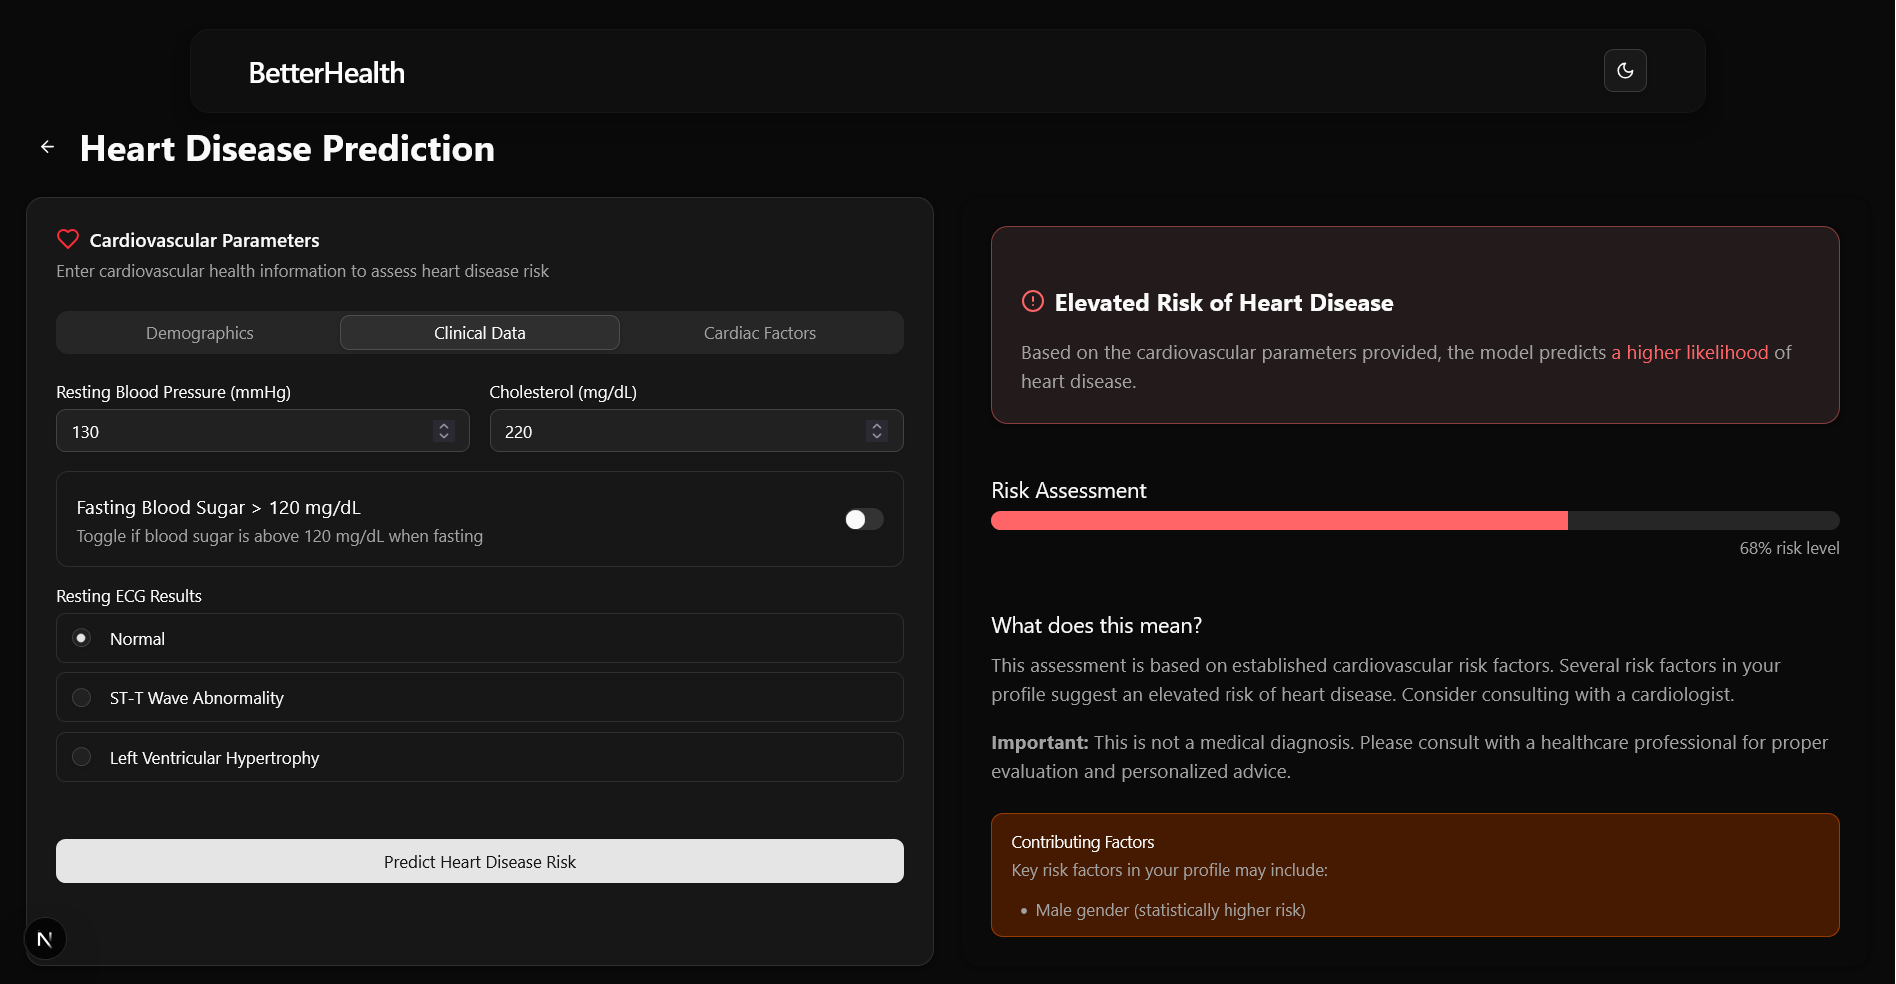 BetterHealth
Heart Disease Prediction
Cardiovascular Parameters
Enter cardiovascular health information to assess heart disease risk
Demographics
Clinical Data
Cardiac Factors
Resting Blood Pressure (mmHg)
130
Cholesterol (mg/dL)
220
Fasting Blood Sugar > 120 mg/dL
Toggle if blood sugar is above 120 mg/dL when fasting
Resting ECG Results
Normal
ST-T Wave Abnormality
Left Ventricular Hypertrophy
Predict Heart Disease Risk
N
Elevated Risk of Heart Disease
Based on the cardiovascular parameters provided, the model predicts a higher likelihood of
heart disease.
Risk Assessment
68% risk level
What does this mean?
This assessment is based on established cardiovascular risk factors. Several risk factors in your
profile suggest an elevated risk of heart disease. Consider consulting with a cardiologist.
Important: This is not a medical diagnosis. Please consult with a healthcare professional for proper
evaluation and personalized advice.
Contributing Factors
Key risk factors in your profile may include:
• Male gender (statistically higher risk)